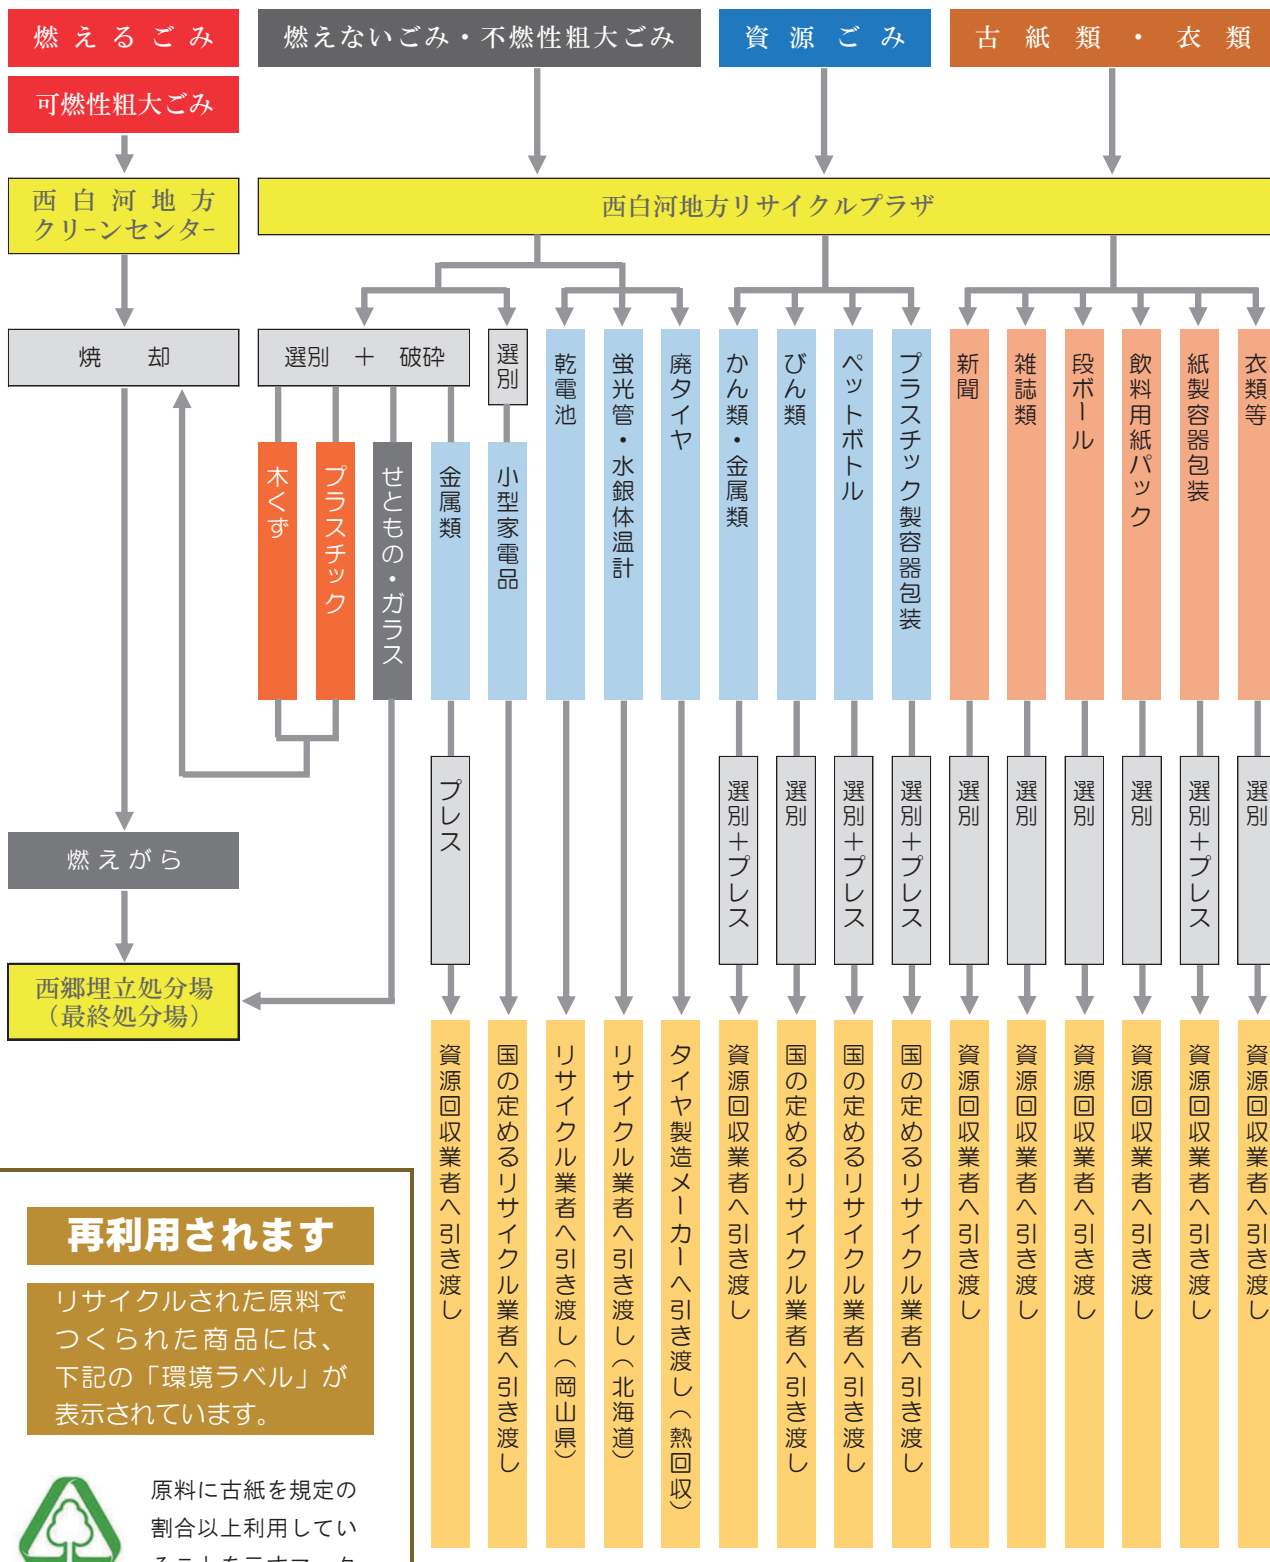 燃えるごみ
可燃性粗大ごみ
燃えないごみ・不燃性粗大ごみ
資源ごみ
古紙類・衣類
西白河地方
クリーンセンター
西白河地方リサイクルプラザ
焼却
選別 ＋ 破砕
選別
乾電池
蛍光管・水銀体温計
廃タイヤ
かん類・金属類
びん類
ペットボトル
プラスチック製容器包装
新聞
雑誌類
段ボール
飲料用紙パック
紙製容器包装
衣類等
木くず
プラスチック
せともの・ガラス
金属類
小型家電品
プレス
選別＋プレス
選別
選別＋プレス
選別＋プレス
選別
選別
選別
選別
選別＋プレス
選別
燃えがら
西郷埋立処分場
（最終処分場）
資源回収業者へ引き渡し
国の定めるリサイクル業者へ引き渡し
リサイクル業者へ引き渡し（岡山県）
リサイクル業者へ引き渡し（北海道）
タイヤ製造メーカーへ引き渡し（熱回収）
資源回収業者へ引き渡し
国の定めるリサイクル業者へ引き渡し
国の定めるリサイクル業者へ引き渡し
国の定めるリサイクル業者へ引き渡し
資源回収業者へ引き渡し
資源回収業者へ引き渡し
資源回収業者へ引き渡し
資源回収業者へ引き渡し
資源回収業者へ引き渡し
資源回収業者へ引き渡し
再利用されます
リサイクルされた原料で
つくられた商品には、
下記の「環境ラベル」が
表示されています。
原料に古紙を規定の
割合以上利用してい
ることを示すマーク